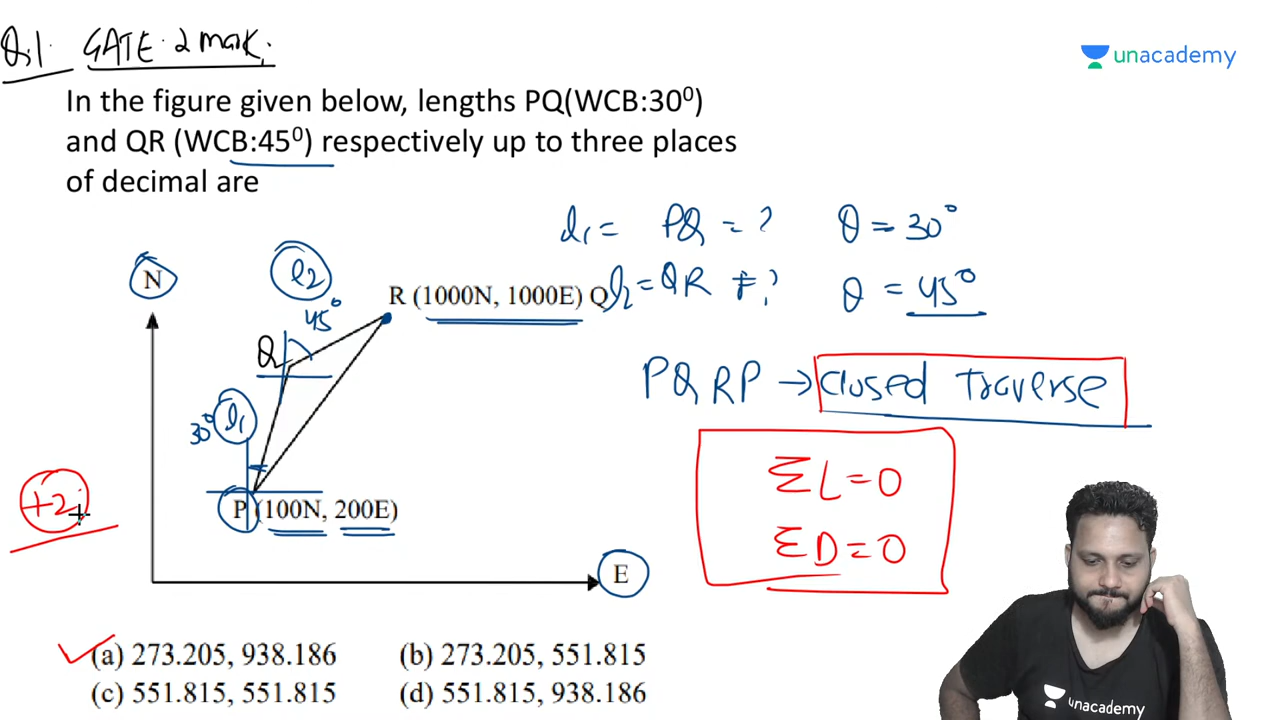 Q.1. GATE. 2 mark.
unacademy
In the figure given below, lengths PQ(WCB:30⁰)
and QR (WCB:45⁰) respectively up to three places
of decimal are
l₁ = PQ = ? θ = 30°
l₂ = QR = ? θ = 45°
N
l₂
45°
R (1000N, 1000E) Q
Q
PQRP → Closed Traverse
30° l₁
ΣL=0
+2
P (100N, 200E)
ΣD=0
E
(a) 273.205, 938.186 (b) 273.205, 551.815
(c) 551.815, 551.815 (d) 551.815, 938.186
unacademy